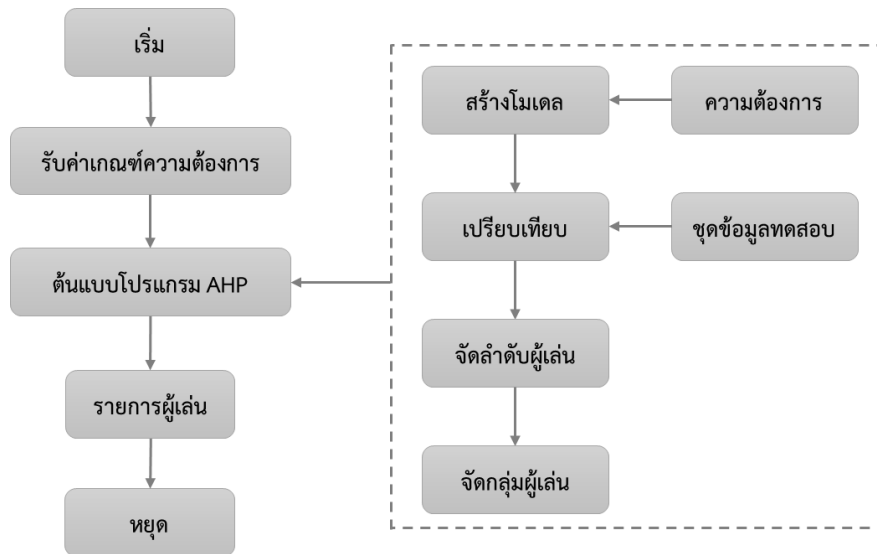 เริ่ม
รับค่าเกณฑ์ความต้องการ
ต้นแบบโปรแกรม AHP
รายการผู้เล่น
หยุด
สร้างโมเดล
ความต้องการ
เปรียบเทียบ
ชุดข้อมูลทดสอบ
จัดลำดับผู้เล่น
จัดกลุ่มผู้เล่น